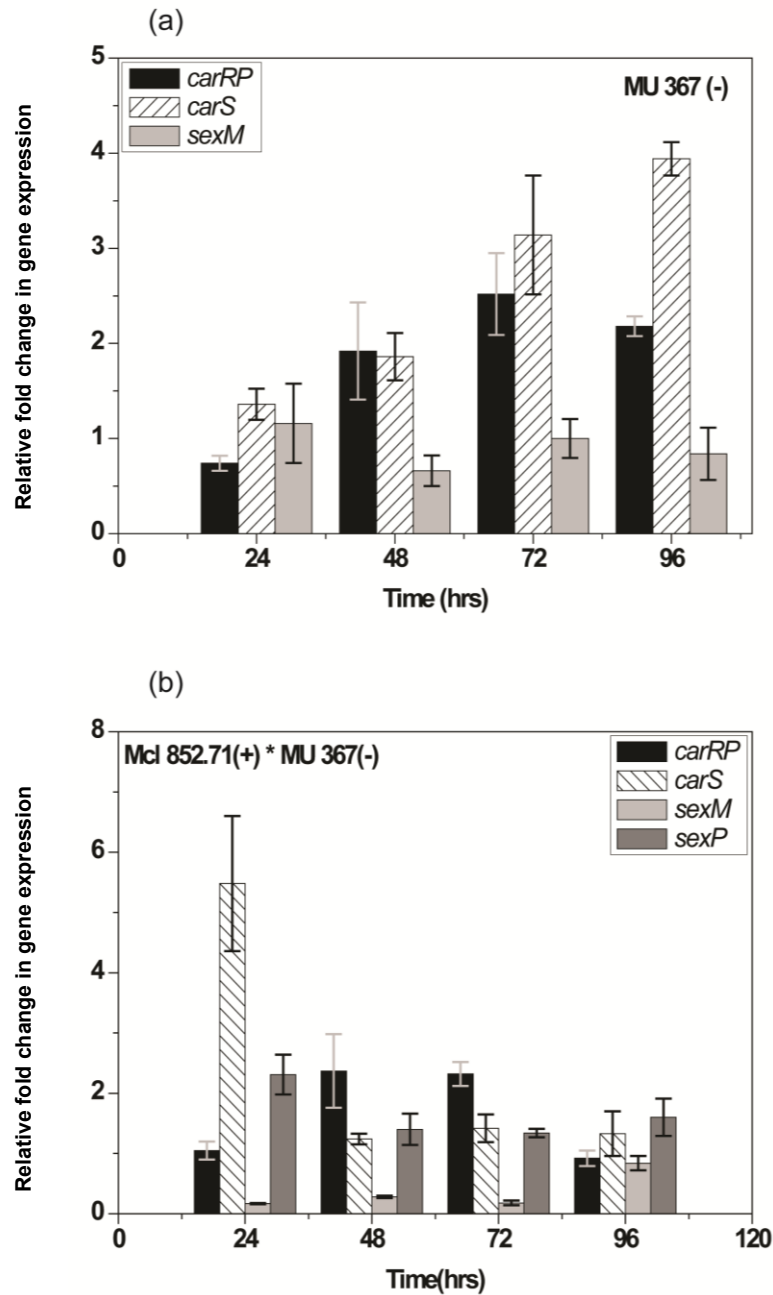 (a)
5
4
3
2
1
0
Relative fold change in gene expression
carRP
carS
sexM
MU 367 (-)
0 24 48 72 96
Time (hrs)
(b)
8
6
4
2
0
Relative fold change in gene expression
Mcl 852.71(+) * MU 367(-)
carRP
carS
sexM
sexP
0 24 48 72 96 120
Time(hrs)